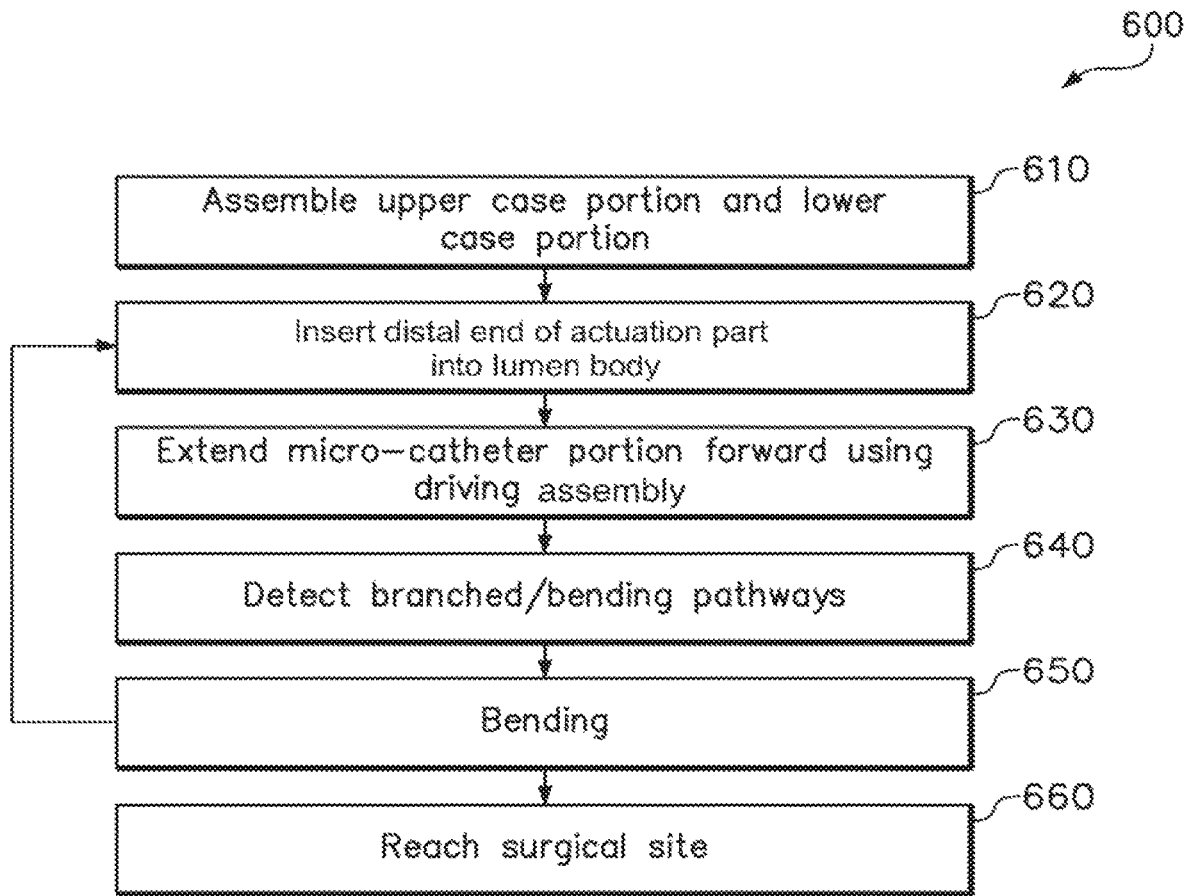 600
610
Assemble upper case portion and lower
case portion
620
Insert distal end of actuation part
into lumen body
630
Extend micro-catheter portion forward using
driving assembly
640
Detect branched/bending pathways
650
Bending
660
Reach surgical site